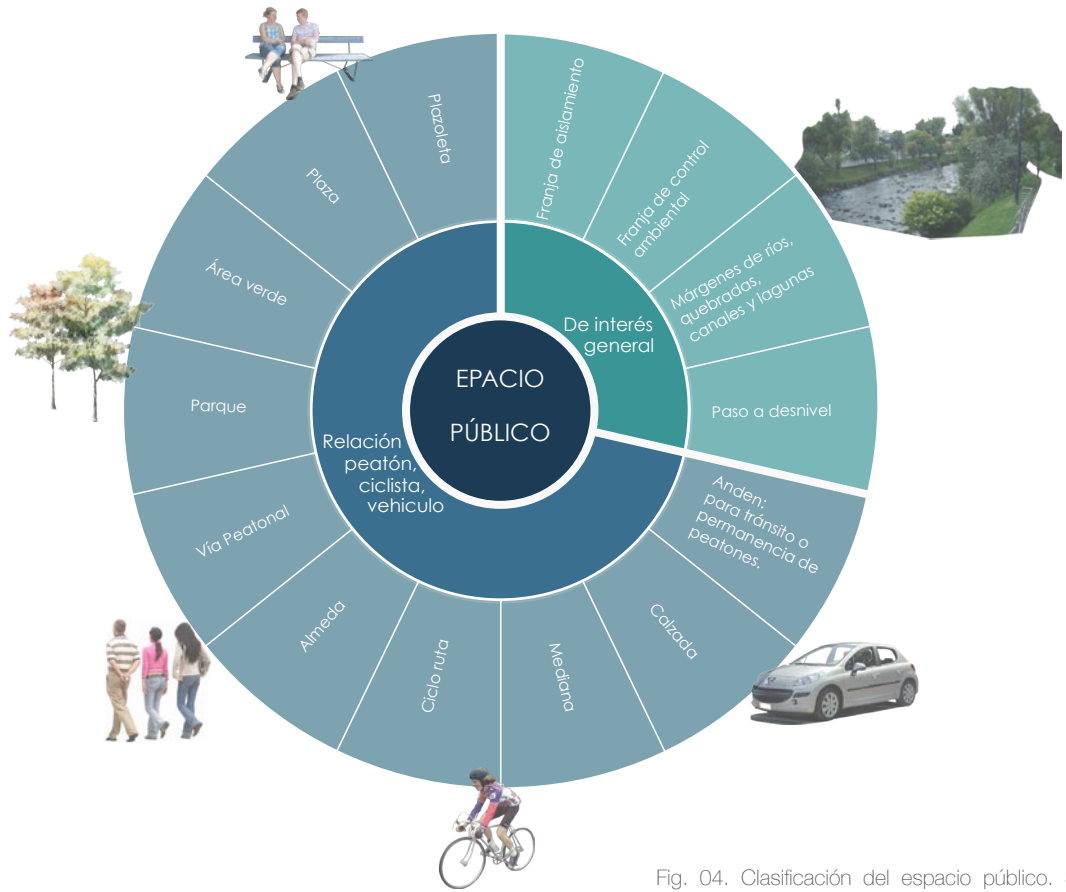 EPACIO
PÚBLICO
De interés
general
Franja de aislamiento
Franja de control
ambiental
Márgenes de ríos,
quebradas,
canales y lagunas
Paso a desnivel
Relación
peatón,
ciclista,
vehiculo
Anden:
para tránsito o
permanencia de
peatones.
Calzada
Mediana
Ciclo ruta
Almeda
Vía Peatonal
Parque
Área verde
Plaza
Plazoleta
Fig. 04. Clasificación del espacio público.